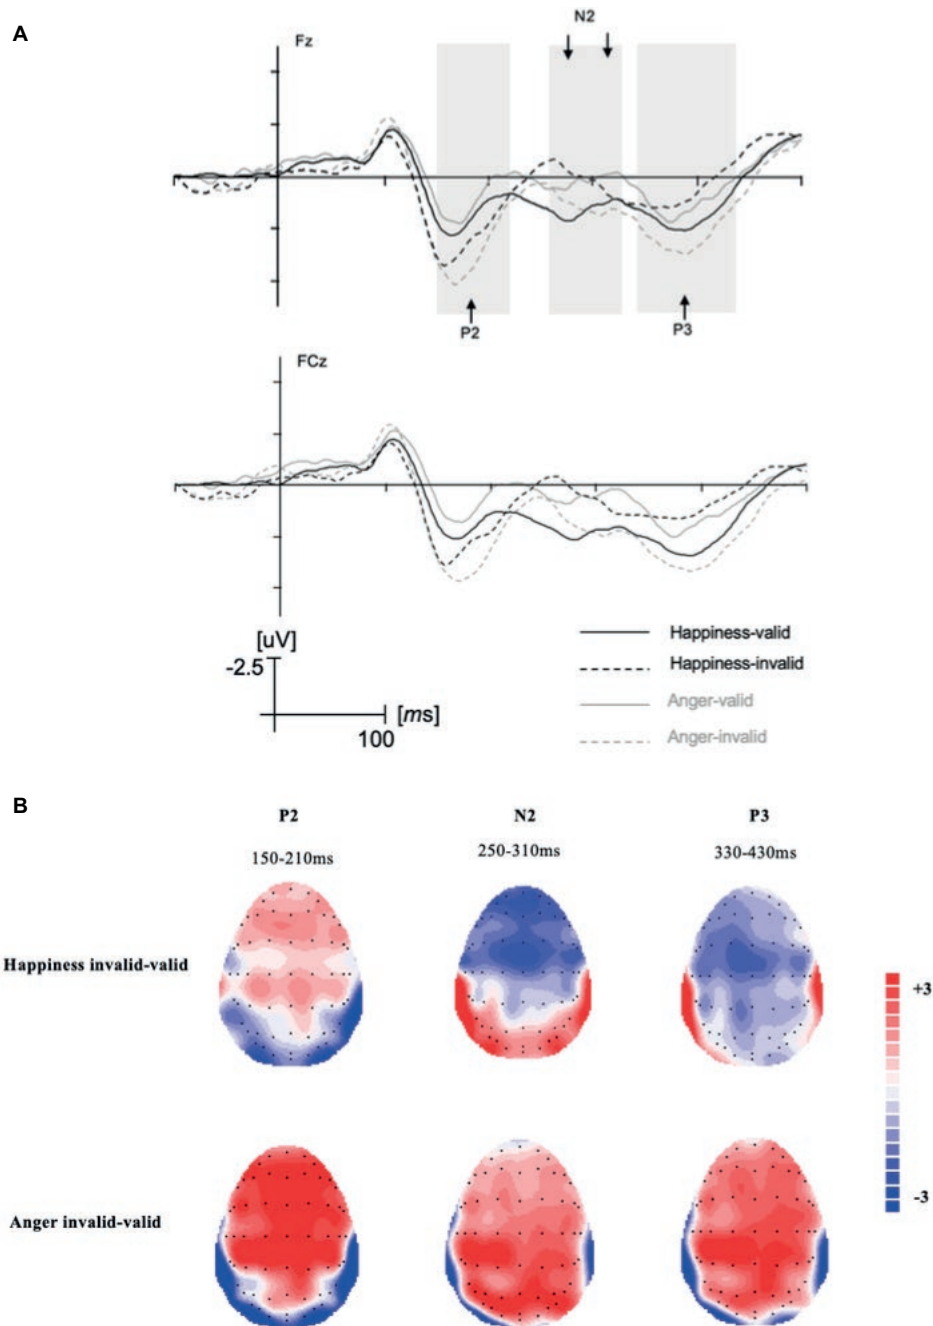 A
Fz
N2
P2
P3
FCz
[uV]
-2.5
[ms]
100
Happiness-valid
Happiness-invalid
Anger-valid
Anger-invalid
B
P2 N2 P3
150-210ms 250-310ms 330-430ms
Happiness invalid-valid
+3
-3
Anger invalid-valid